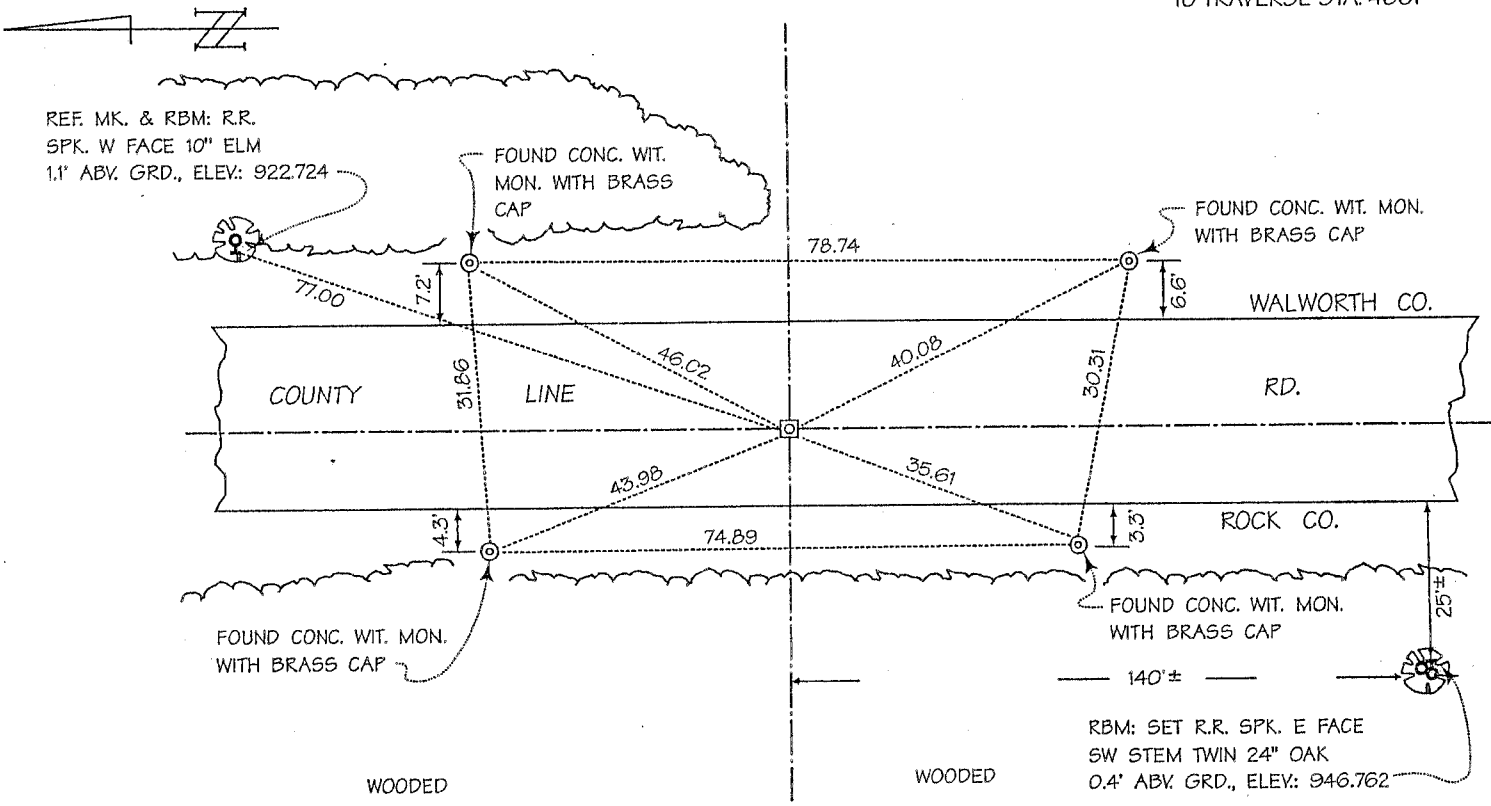 TO TRAVERSE STA. 4001
N
REF. MK. & RBM: R.R.
SPK. W FACE 10" ELM
1.1' ABV. GRD., ELEV.: 922.724
FOUND CONC. WIT.
MON. WITH BRASS
CAP
FOUND CONC. WIT. MON.
WITH BRASS CAP
78.74
77.00
7.2'
6.6'
WALWORTH CO.
46.02
40.08
31.86
30.31
COUNTY
LINE
RD.
43.98
35.61
4.3'
74.89
3.3'
ROCK CO.
25'±
FOUND CONC. WIT. MON.
WITH BRASS CAP
FOUND CONC. WIT. MON.
WITH BRASS CAP
140'±
RBM: SET R.R. SPK. E FACE
SW STEM TWIN 24" OAK
0.4' ABV. GRD., ELEV.: 946.762
WOODED
WOODED